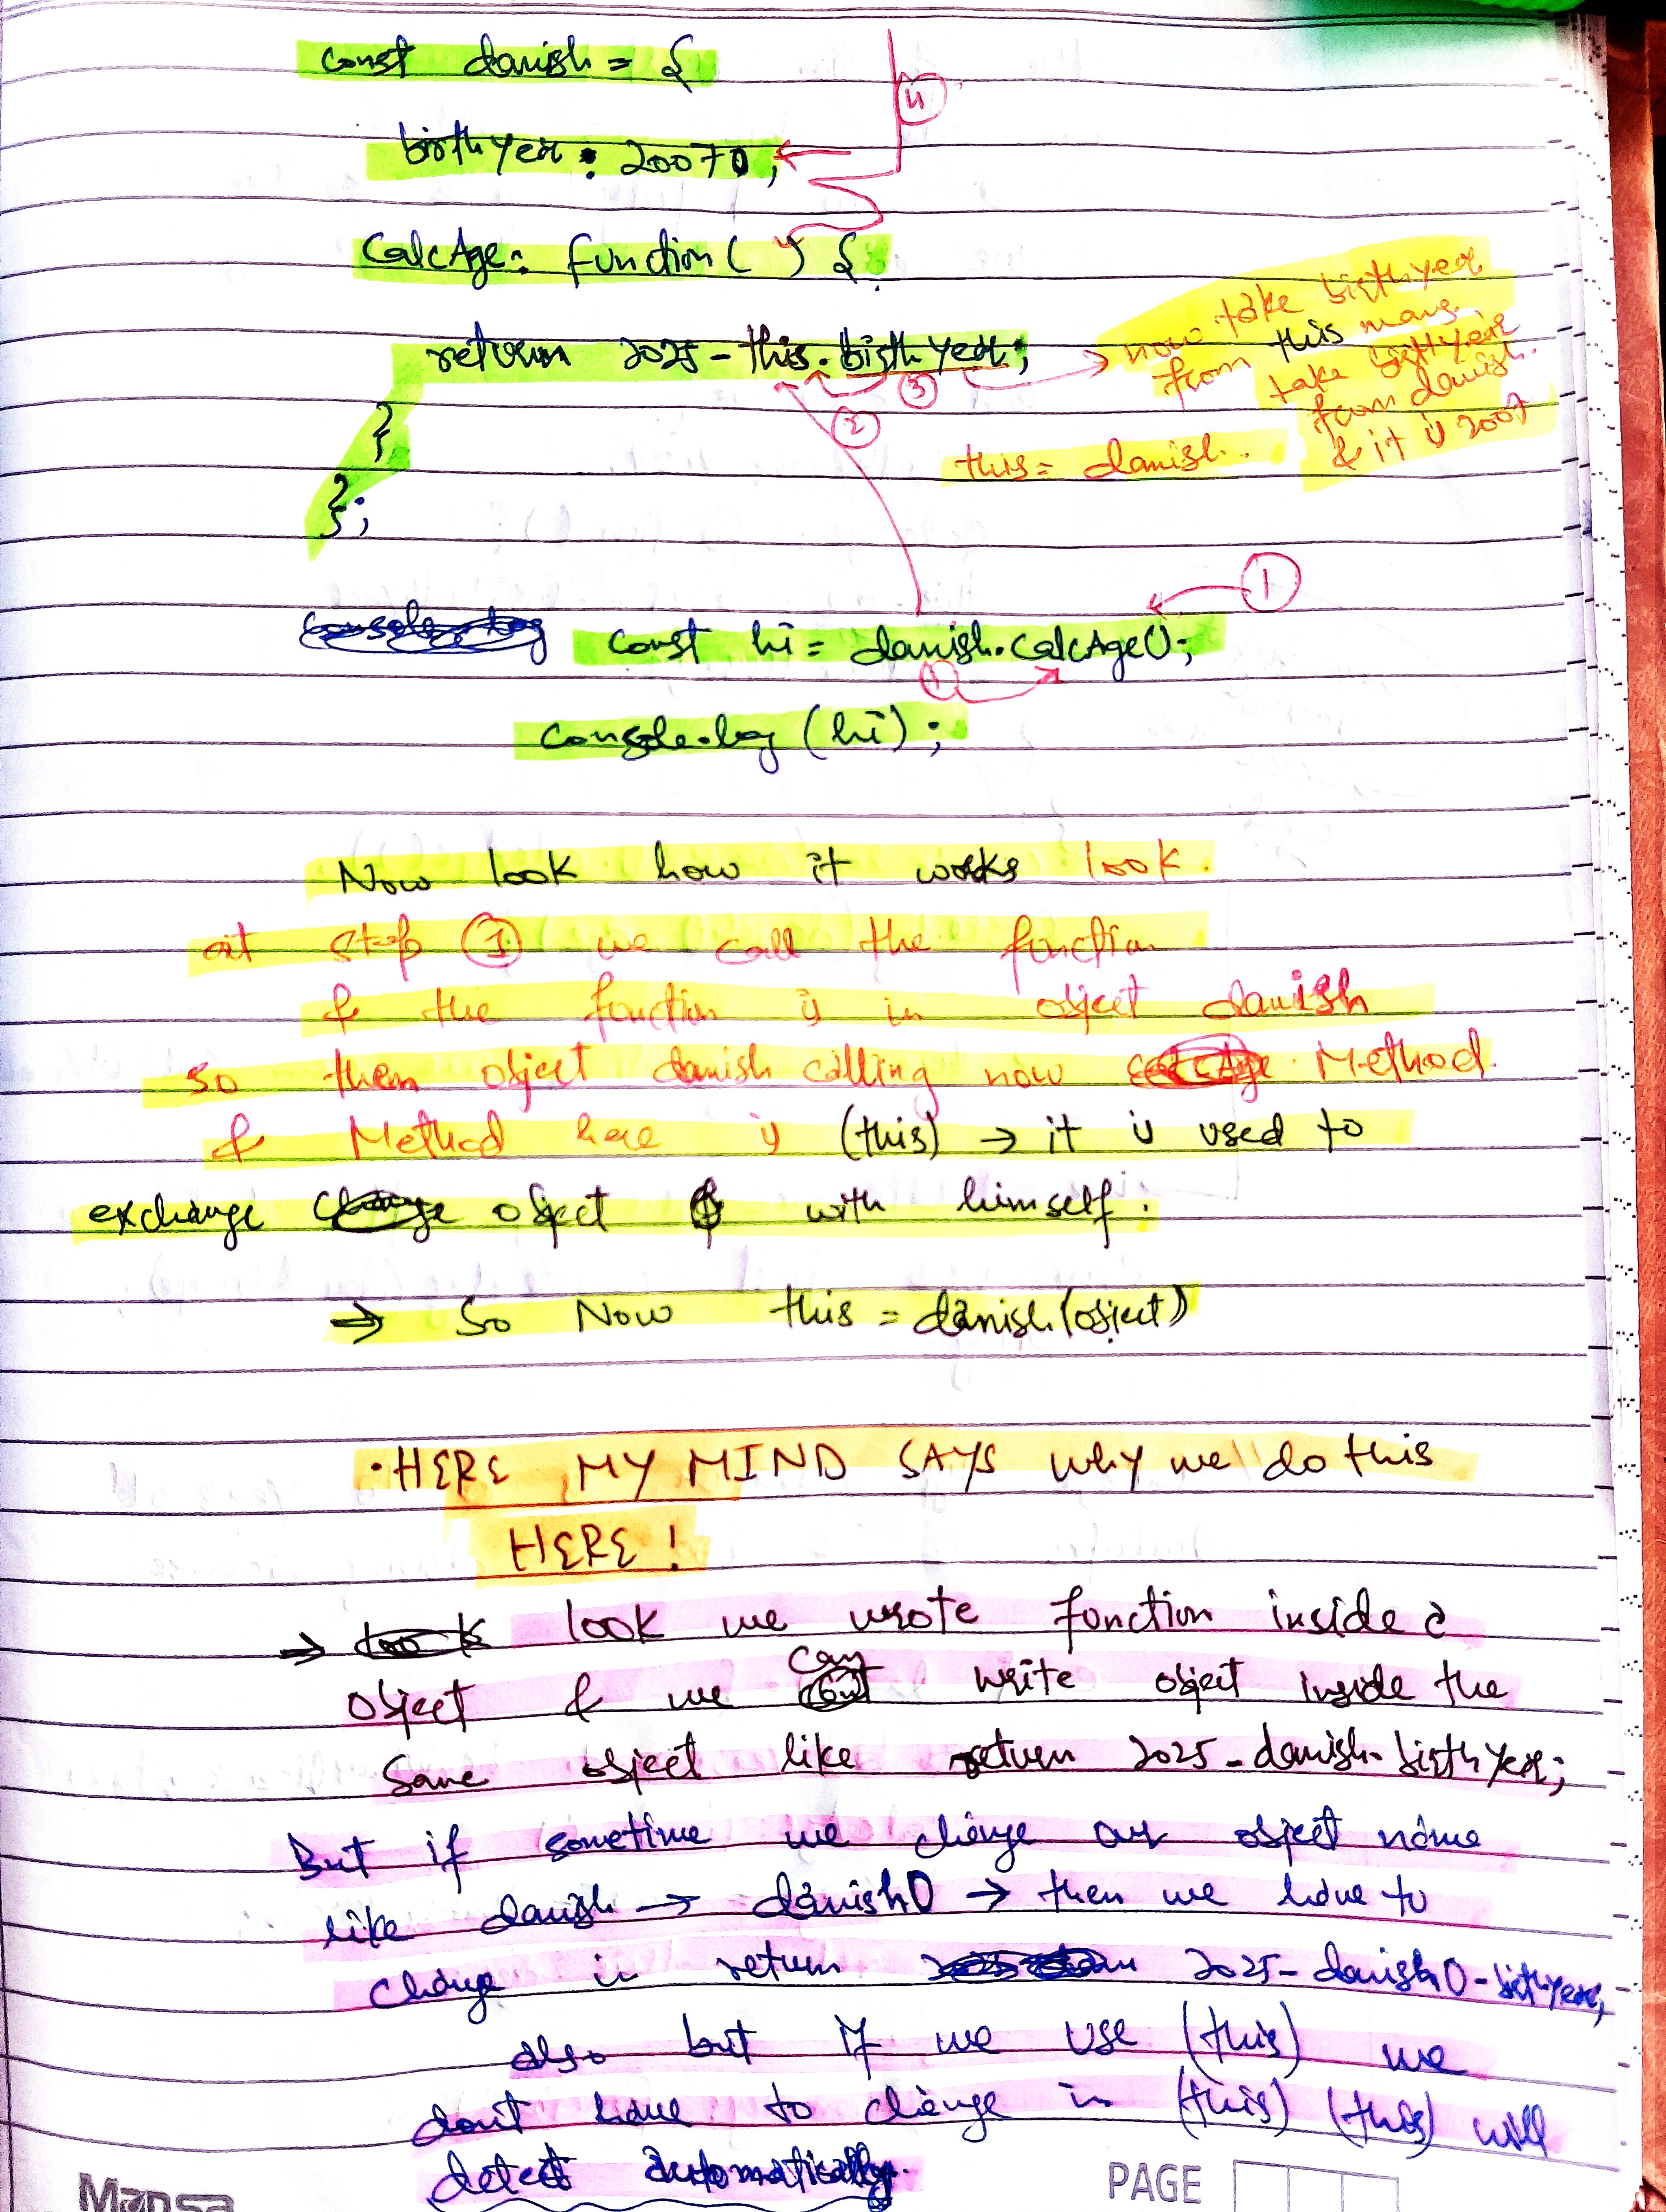 const danish = {
4
birthYear : 20070,
CalcAge: function ( ) {
return 2025 - this. birthYear;
now take birthyear
from this mans
take birthYear
from danish.
& it is 2007
3
2
this = danish.
}
};
1
const hi = danish.calcAge();
1
console.log (hi) ;
Now look how it works look.
at step 1 we call the function
& the function is in object danish
so then object danish calling now Method
& Method here is (this) → it is used to
exchange object with himself.
→ So Now this = danish (object)
• HERE MY MIND SAYS why we do this
HERE !
→ look we wrote function inside a
object & we can write object inside the
same object like return 2025 - danish. birthYear;
But if sometime we change our object name
like danish → danish0 → then we have to
change in return 2025 - danish0 - birthYear;
also but if we use (this) we
don't have to change in (this) (this) will
detect automatically.
Mansa
PAGE